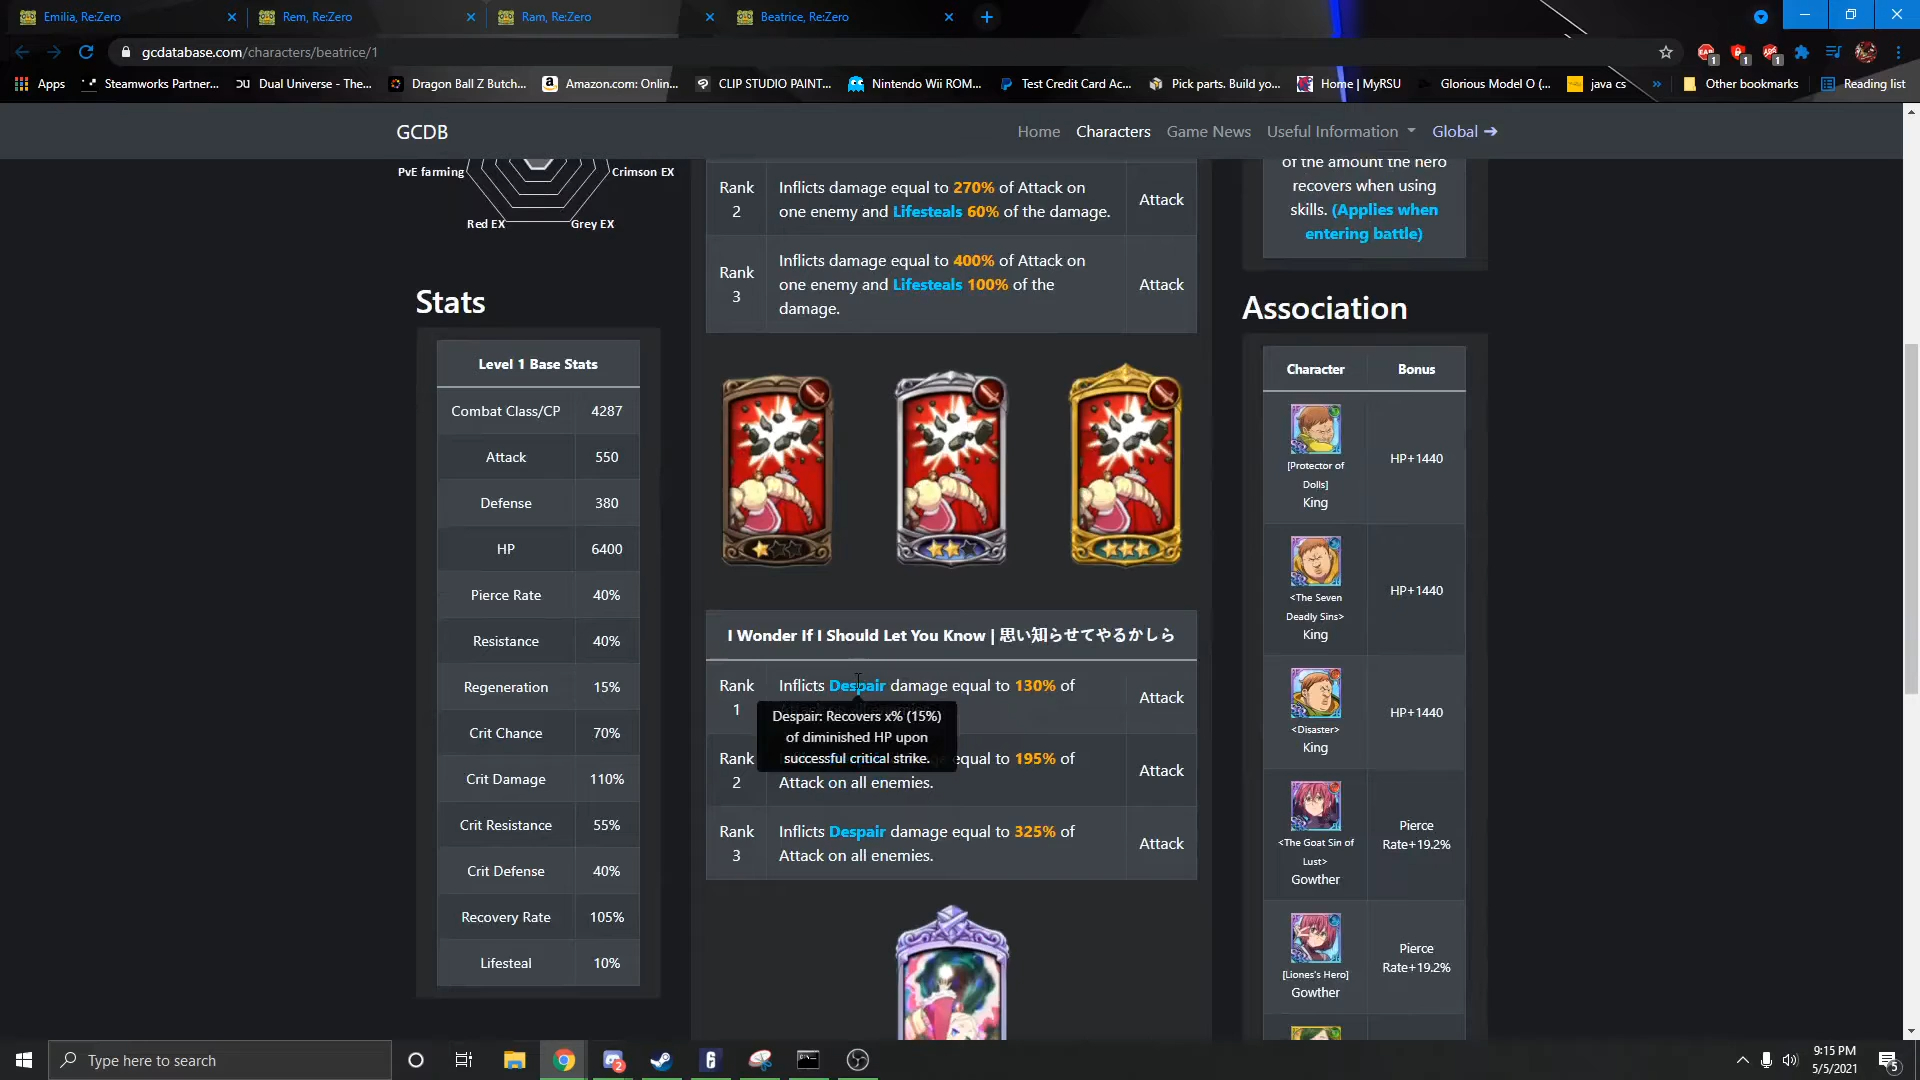 Emilia, Re:Zero
Rem, Re:Zero
Ram, Re:Zero
Beatrice, Re:Zero
gcdatabase.com/characters/beatrice/1
Apps
Steamworks Partner...
Dual Universe - The...
Dragon Ball Z Butch...
Amazon.com: Onlin...
CLIP STUDIO PAINT...
Nintendo Wii ROM...
Test Credit Card Ac...
Pick parts. Build yo...
Home | MyRSU
Glorious Model O (...
java cs
»
Other bookmarks
Reading list
GCDB
Home
Characters
Game News
Useful Information
Global ➔
PvE farming
Crimson EX
Red EX
Grey EX
Stats
Level 1 Base Stats
Combat Class/CP 4287
Attack 550
Defense 380
HP 6400
Pierce Rate 40%
Resistance 40%
Regeneration 15%
Crit Chance 70%
Crit Damage 110%
Crit Resistance 55%
Crit Defense 40%
Recovery Rate 105%
Lifesteal 10%
Rank 2
Inflicts damage equal to 270% of Attack on
one enemy and Lifesteals 60% of the damage.
Attack
Rank 3
Inflicts damage equal to 400% of Attack on
one enemy and Lifesteals 100% of the
damage.
Attack
I Wonder If I Should Let You Know | 思い知らせてやるかしら
Rank 1
Inflicts Despair damage equal to 130% of
Attack
Despair: Recovers x% (15%)
of diminished HP upon
successful critical strike.
Rank 2
equal to 195% of
Attack on all enemies.
Attack
Rank 3
Inflicts Despair damage equal to 325% of
Attack on all enemies.
Attack
of the amount the hero
recovers when using
skills. (Applies when
entering battle)
Association
Character Bonus
[Protector of
Dolls]
King
HP+1440
<The Seven
Deadly Sins>
King
HP+1440
<Disaster>
King
HP+1440
<The Goat Sin of
Lust>
Gowther
Pierce
Rate+19.2%
[Liones's Hero]
Gowther
Pierce
Rate+19.2%
Type here to search
9:15 PM
5/5/2021